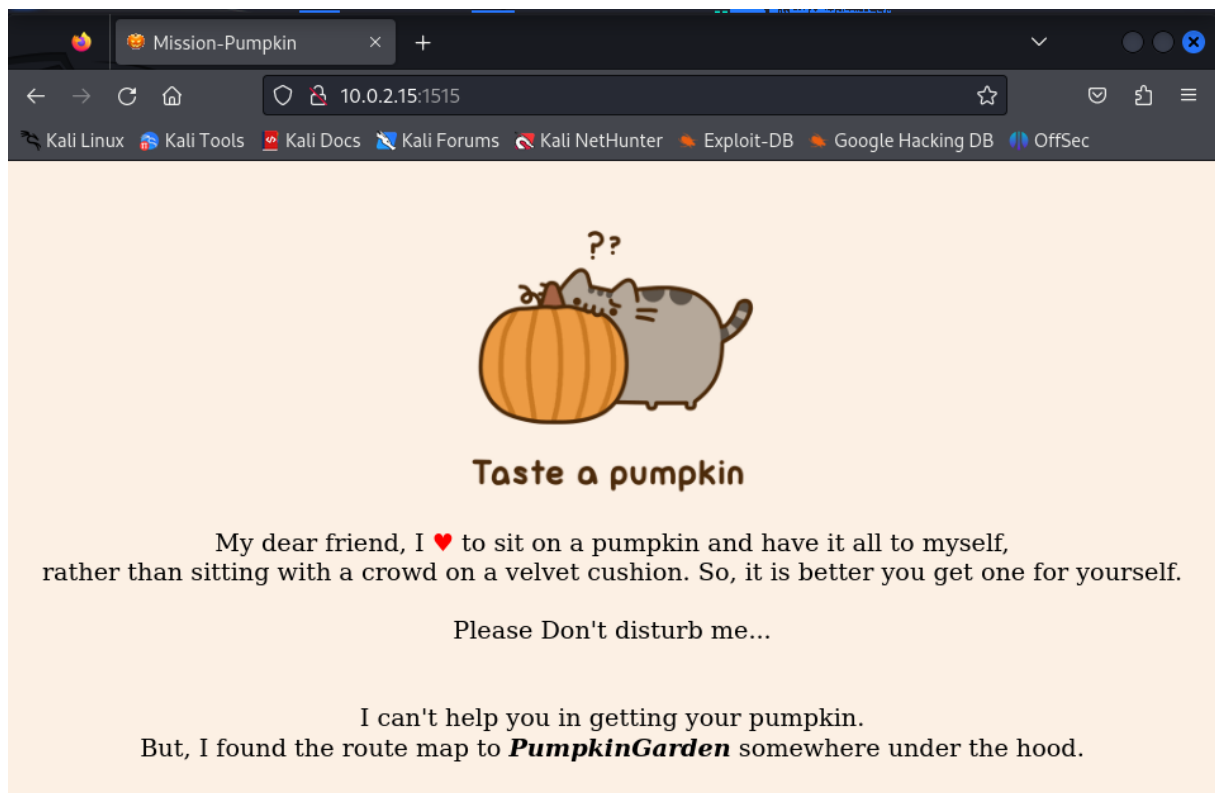 Mission-Pumpkin
10.0.2.15:1515
Kali Linux Kali Tools Kali Docs Kali Forums Kali NetHunter Exploit-DB Google Hacking DB OffSec
??
Taste a pumpkin
My dear friend, I ♥ to sit on a pumpkin and have it all to myself,
rather than sitting with a crowd on a velvet cushion. So, it is better you get one for yourself.
Please Don't disturb me...
I can't help you in getting your pumpkin.
But, I found the route map to PumpkinGarden somewhere under the hood.